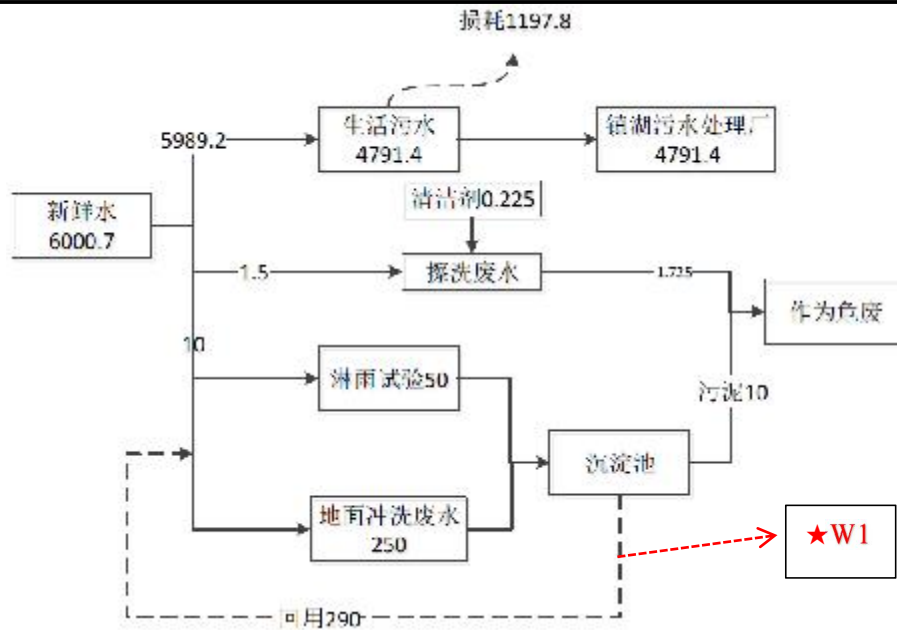 损耗1197.8
5989.2
生活污水
4791.4
镇湖污水处理厂
4791.4
新鲜水
6000.7
清洁剂0.225
1.5
擦洗废水
1.725
作为危废
10
淋雨试验50
污泥10
沉淀池
地面冲洗废水
250
★W1
回用290